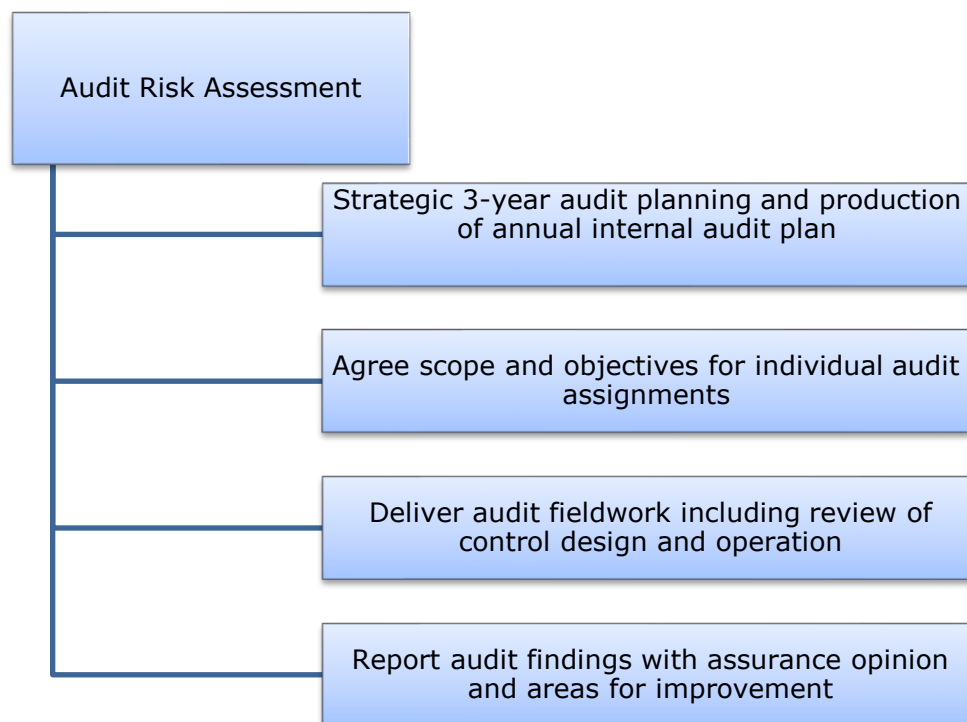 Audit Risk Assessment
Strategic 3-year audit planning and production
of annual internal audit plan
Agree scope and objectives for individual audit
assignments
Deliver audit fieldwork including review of
control design and operation
Report audit findings with assurance opinion
and areas for improvement